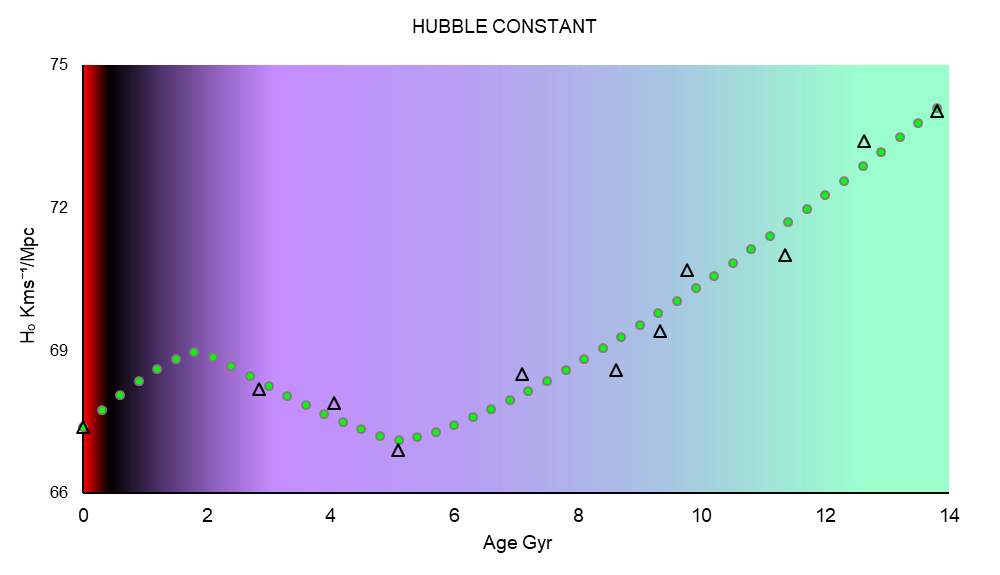 HUBBLE CONSTANT
75
72
69
66
H₀ Kms⁻¹/Mpc
0 2 4 6 8 10 12 14
Age Gyr